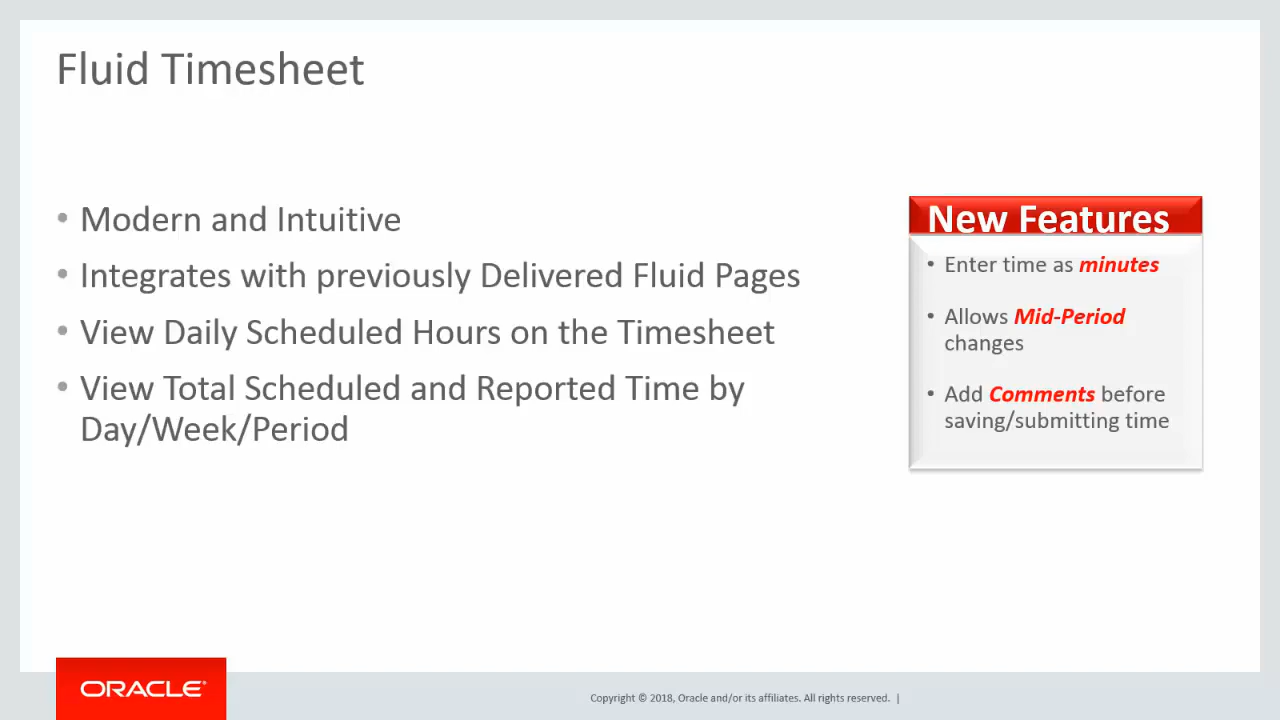 Fluid Timesheet
• Modern and Intuitive
• Integrates with previously Delivered Fluid Pages
• View Daily Scheduled Hours on the Timesheet
• View Total Scheduled and Reported Time by
Day/Week/Period
New Features
• Enter time as minutes
• Allows Mid-Period
changes
• Add Comments before
saving/submitting time
ORACLE®
Copyright © 2018, Oracle and/or its affiliates. All rights reserved. |